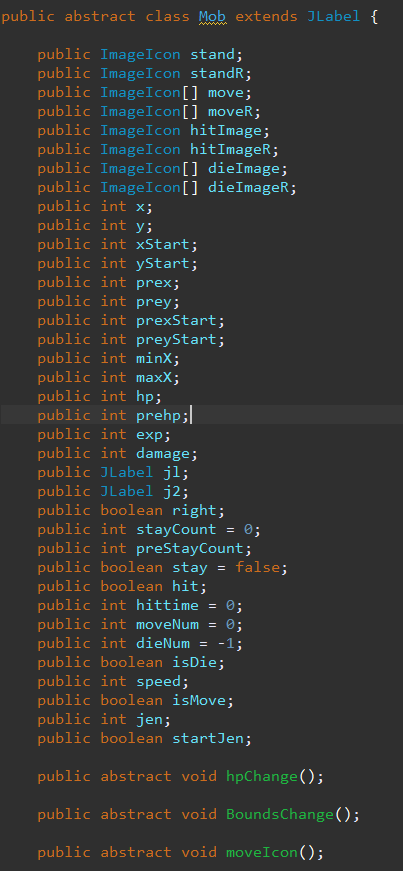 public abstract class Mob extends JLabel {
public ImageIcon stand;
public ImageIcon standR;
public ImageIcon[] move;
public ImageIcon[] moveR;
public ImageIcon hitImage;
public ImageIcon hitImageR;
public ImageIcon[] dieImage;
public ImageIcon[] dieImageR;
public int x;
public int y;
public int xStart;
public int yStart;
public int prex;
public int prey;
public int prexStart;
public int preyStart;
public int minX;
public int maxX;
public int hp;
public int prehp;
public int exp;
public int damage;
public JLabel jl;
public JLabel j2;
public boolean right;
public int stayCount = 0;
public int preStayCount;
public boolean stay = false;
public boolean hit;
public int hittime = 0;
public int moveNum = 0;
public int dieNum = -1;
public boolean isDie;
public int speed;
public boolean isMove;
public int jen;
public boolean startJen;
public abstract void hpChange();
public abstract void BoundsChange();
public abstract void moveIcon();